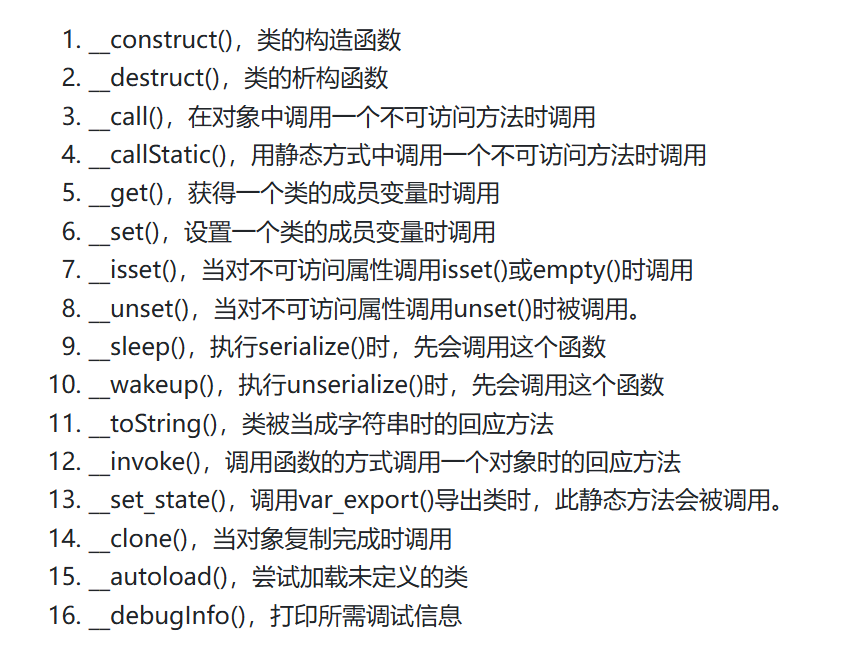 1. __construct()，类的构造函数
2. __destruct()，类的析构函数
3. __call()，在对象中调用一个不可访问方法时调用
4. __callStatic()，用静态方式中调用一个不可访问方法时调用
5. __get()，获得一个类的成员变量时调用
6. __set()，设置一个类的成员变量时调用
7. __isset()，当对不可访问属性调用isset()或empty()时调用
8. __unset()，当对不可访问属性调用unset()时被调用。
9. __sleep()，执行serialize()时，先会调用这个函数
10. __wakeup()，执行unserialize()时，先会调用这个函数
11. __toString()，类被当成字符串时的回应方法
12. __invoke()，调用函数的方式调用一个对象时的回应方法
13. __set_state()，调用var_export()导出类时，此静态方法会被调用。
14. __clone()，当对象复制完成时调用
15. __autoload()，尝试加载未定义的类
16. __debugInfo()，打印所需调试信息